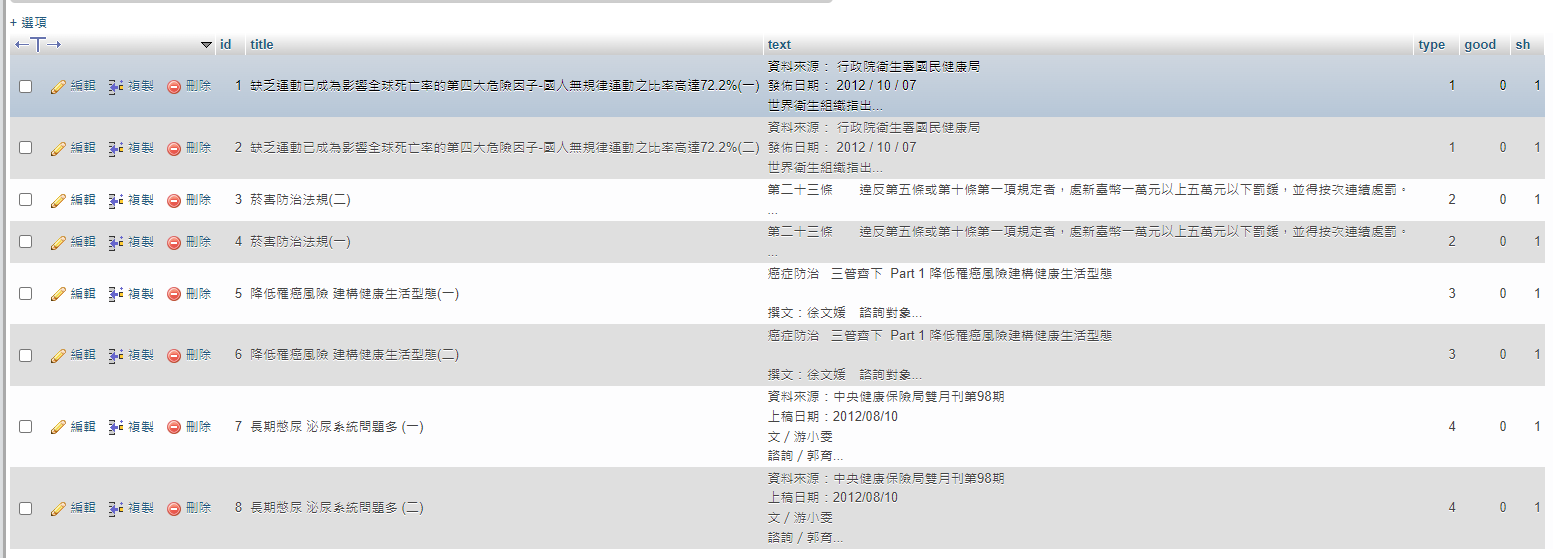 + 選項
←T→ id title text type good sh
編輯 複製 刪除 1 缺乏運動已成為影響全球死亡率的第四大危險因子-國人無規律運動之比率高達72.2%(一) 資料來源： 行政院衛生署國民健康局 1 0 1
發佈日期： 2012 / 10 / 07
世界衛生組織指出...
編輯 複製 刪除 2 缺乏運動已成為影響全球死亡率的第四大危險因子-國人無規律運動之比率高達72.2%(二) 資料來源： 行政院衛生署國民健康局 1 0 1
發佈日期： 2012 / 10 / 07
世界衛生組織指出...
編輯 複製 刪除 3 菸害防治法規(二) 第二十三條　　違反第五條或第十條第一項規定者，處新臺幣一萬元以上五萬元以下罰鍰，並得按次連續處罰。 2 0 1
...
編輯 複製 刪除 4 菸害防治法規(一) 第二十三條　　違反第五條或第十條第一項規定者，處新臺幣一萬元以上五萬元以下罰鍰，並得按次連續處罰。 2 0 1
...
編輯 複製 刪除 5 降低罹癌風險 建構健康生活型態(一) 癌症防治　三管齊下 Part 1 降低罹癌風險建構健康生活型態 3 0 1
撰文：徐文媛　諮詢對象...
編輯 複製 刪除 6 降低罹癌風險 建構健康生活型態(二) 癌症防治　三管齊下 Part 1 降低罹癌風險建構健康生活型態 3 0 1
撰文：徐文媛　諮詢對象...
編輯 複製 刪除 7 長期憋尿 泌尿系統問題多 (一) 資料來源：中央健康保險局雙月刊第98期 4 0 1
上稿日期：2012/08/10
文／游小雯
諮詢／郭育...
編輯 複製 刪除 8 長期憋尿 泌尿系統問題多 (二) 資料來源：中央健康保險局雙月刊第98期 4 0 1
上稿日期：2012/08/10
文／游小雯
諮詢／郭育...